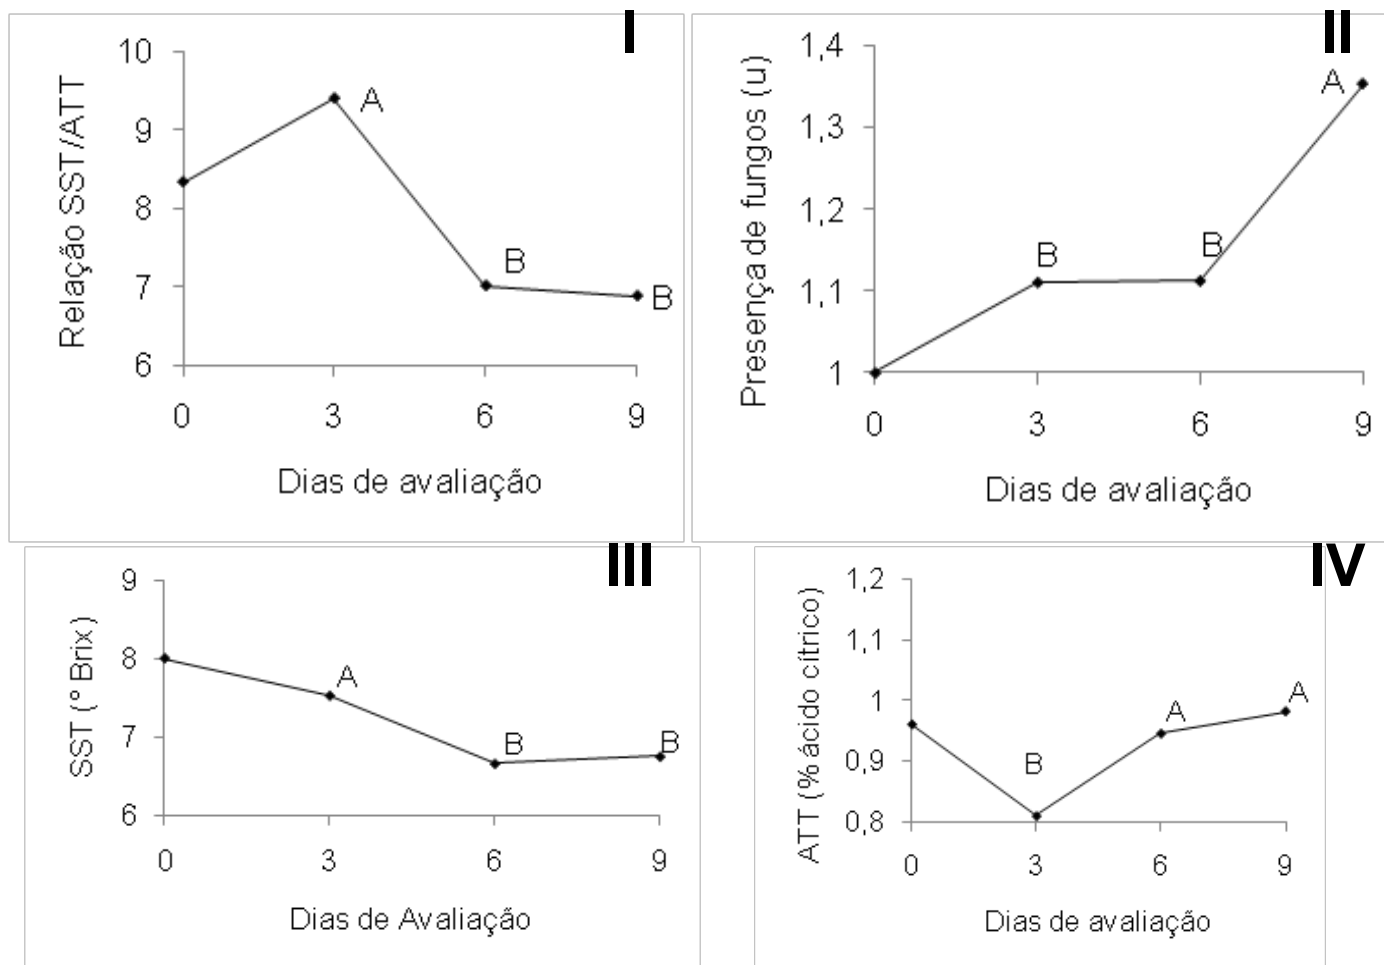 I
10
9
8
7
6
A
B
B
0 3 6 9
Relação SST/ATT
Dias de avaliação
II
1,4
1,3
1,2
1,1
1
B
B
A
0 3 6 9
Presença de fungos (u)
Dias de avaliação
III
9
8
7
6
A
B
B
0 3 6 9
SST (° Brix)
Dias de Avaliação
IV
1,2
1,1
1
0,9
0,8
B
A
A
0 3 6 9
ATT (% ácido cítrico)
Dias de avaliação